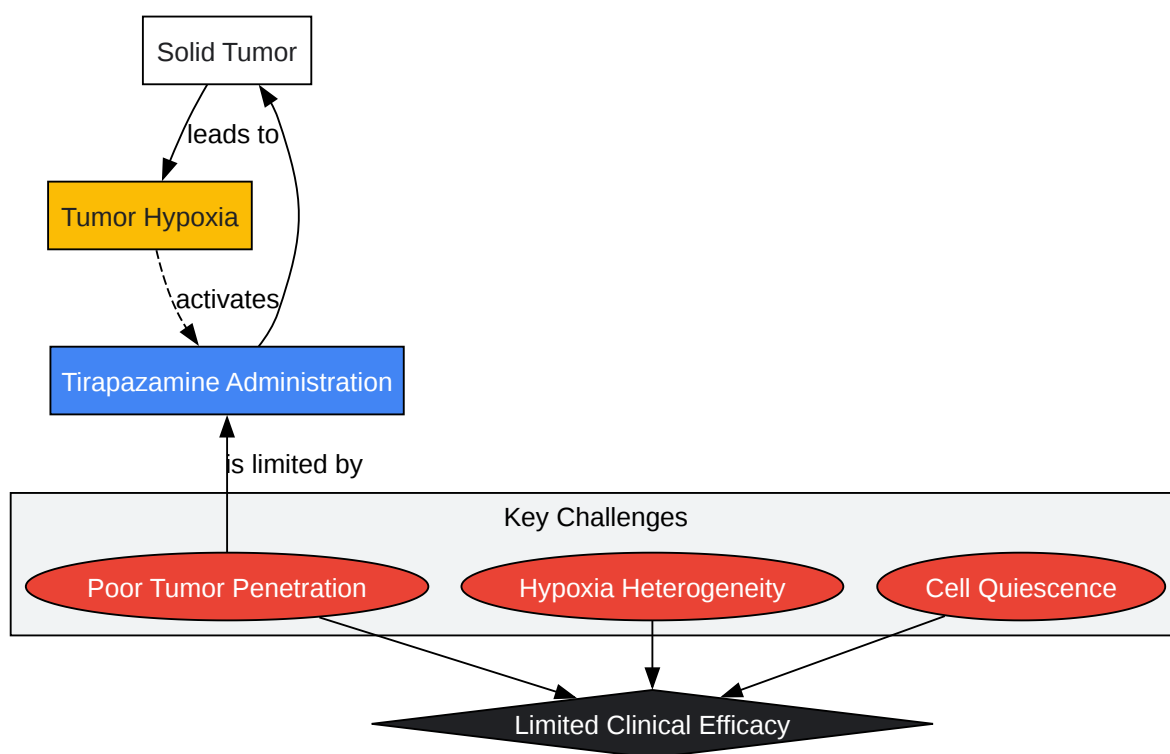 Solid Tumor
leads to
Tumor Hypoxia
activates
Tirapazamine Administration
is limited by
Key Challenges
Poor Tumor Penetration
Hypoxia Heterogeneity
Cell Quiescence
Limited Clinical Efficacy